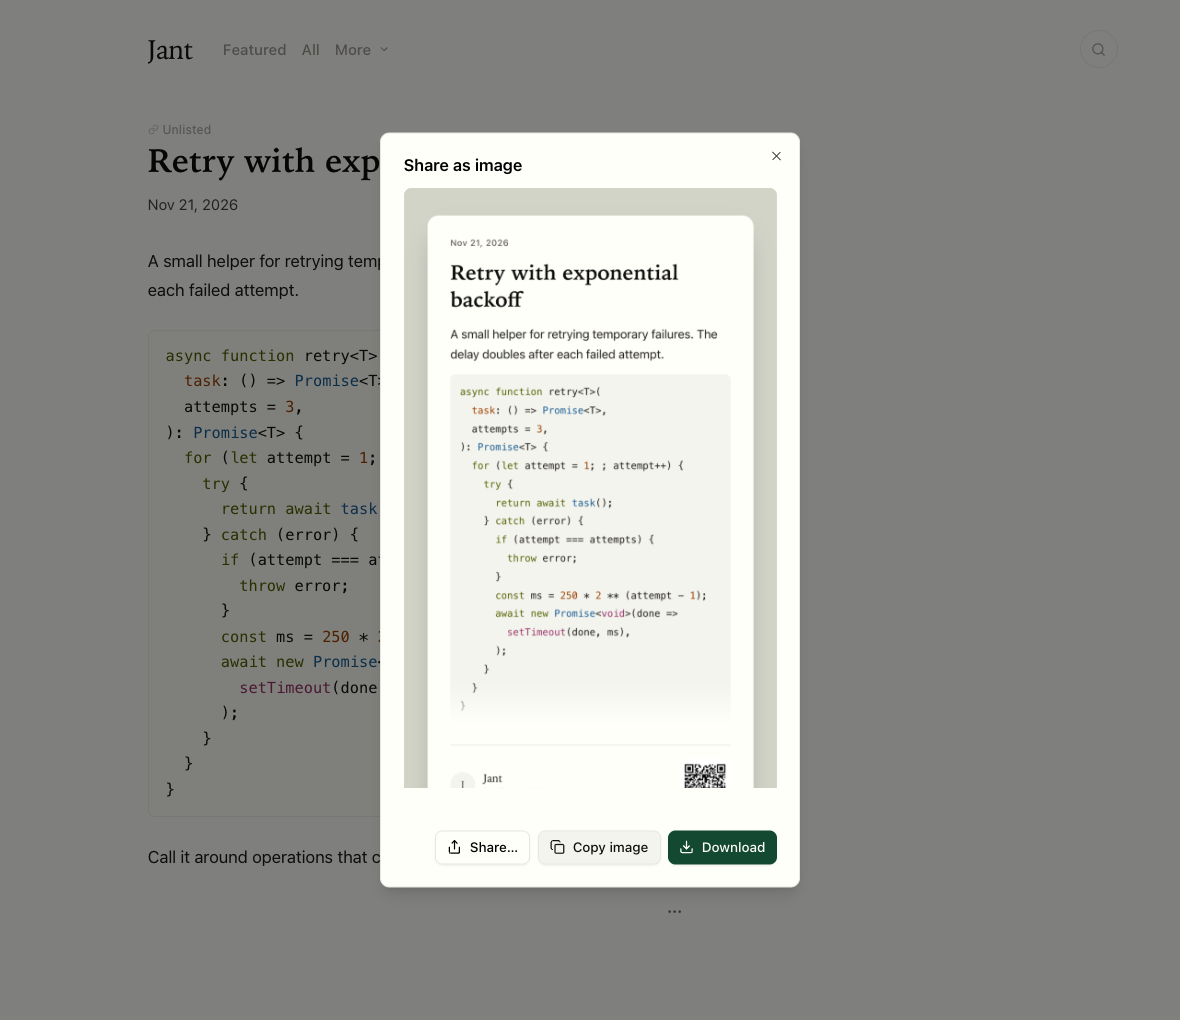 Jant
Featured
All
More
Unlisted
Retry with exp
Nov 21, 2026
A small helper for retrying tem
each failed attempt.
async function retry<T>
task: () => Promise<T>
attempts = 3,
): Promise<T> {
for (let attempt = 1;
try {
return await task
} catch (error) {
if (attempt === a
throw error;
}
const ms = 250 *
await new Promise<
setTimeout(done
);
}
}
}
Call it around operations that c
Share as image
Nov 21, 2026
Retry with exponential
backoff
A small helper for retrying temporary failures. The
delay doubles after each failed attempt.
async function retry<T>(
task: () => Promise<T>,
attempts = 3,
): Promise<T> {
for (let attempt = 1; ; attempt++) {
try {
return await task();
} catch (error) {
if (attempt === attempts) {
throw error;
}
const ms = 250 * 2 ** (attempt - 1);
await new Promise<void>(done =>
setTimeout(done, ms),
);
}
}
}
J
Jant
Share...
Copy image
Download